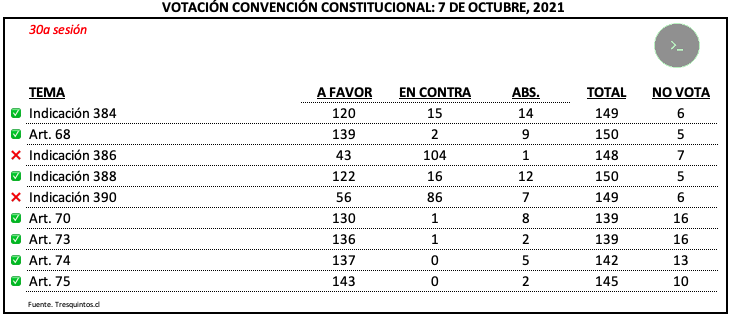 VOTACIÓN CONVENCIÓN CONSTITUCIONAL: 7 DE OCTUBRE, 2021
30a sesión
>_
TEMA A FAVOR EN CONTRA ABS. TOTAL NO VOTA
✅ Indicación 384 120 15 14 149 6
✅ Art. 68 139 2 9 150 5
❌ Indicación 386 43 104 1 148 7
✅ Indicación 388 122 16 12 150 5
❌ Indicación 390 56 86 7 149 6
✅ Art. 70 130 1 8 139 16
✅ Art. 73 136 1 2 139 16
✅ Art. 74 137 0 5 142 13
✅ Art. 75 143 0 2 145 10
Fuente. Tresquintos.cl